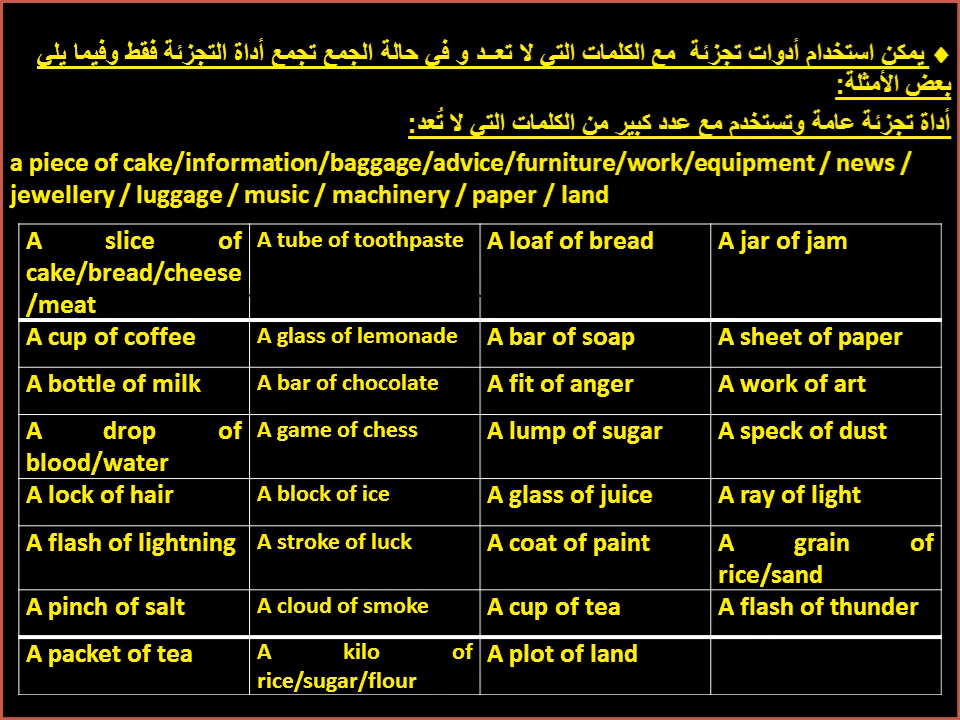 ♦ يمكن استخدام أدوات تجزئة مع الكلمات التي لا تعــد و في حالة الجمع تجمع أداة التجزئة فقط وفيما يلي
بعض الأمثلة:
أداة تجزئة عامة وتستخدم مع عدد كبير من الكلمات التي لا تُعد:
a piece of cake/information/baggage/advice/furniture/work/equipment / news /
jewellery / luggage / music / machinery / paper / land
A slice of
cake/bread/cheese
/meat
A tube of toothpaste
A loaf of bread
A jar of jam
A cup of coffee
A glass of lemonade
A bar of soap
A sheet of paper
A bottle of milk
A bar of chocolate
A fit of anger
A work of art
A drop of
blood/water
A game of chess
A lump of sugar
A speck of dust
A lock of hair
A block of ice
A glass of juice
A ray of light
A flash of lightning
A stroke of luck
A coat of paint
A grain of
rice/sand
A pinch of salt
A cloud of smoke
A cup of tea
A flash of thunder
A packet of tea
A kilo of
rice/sugar/flour
A plot of land